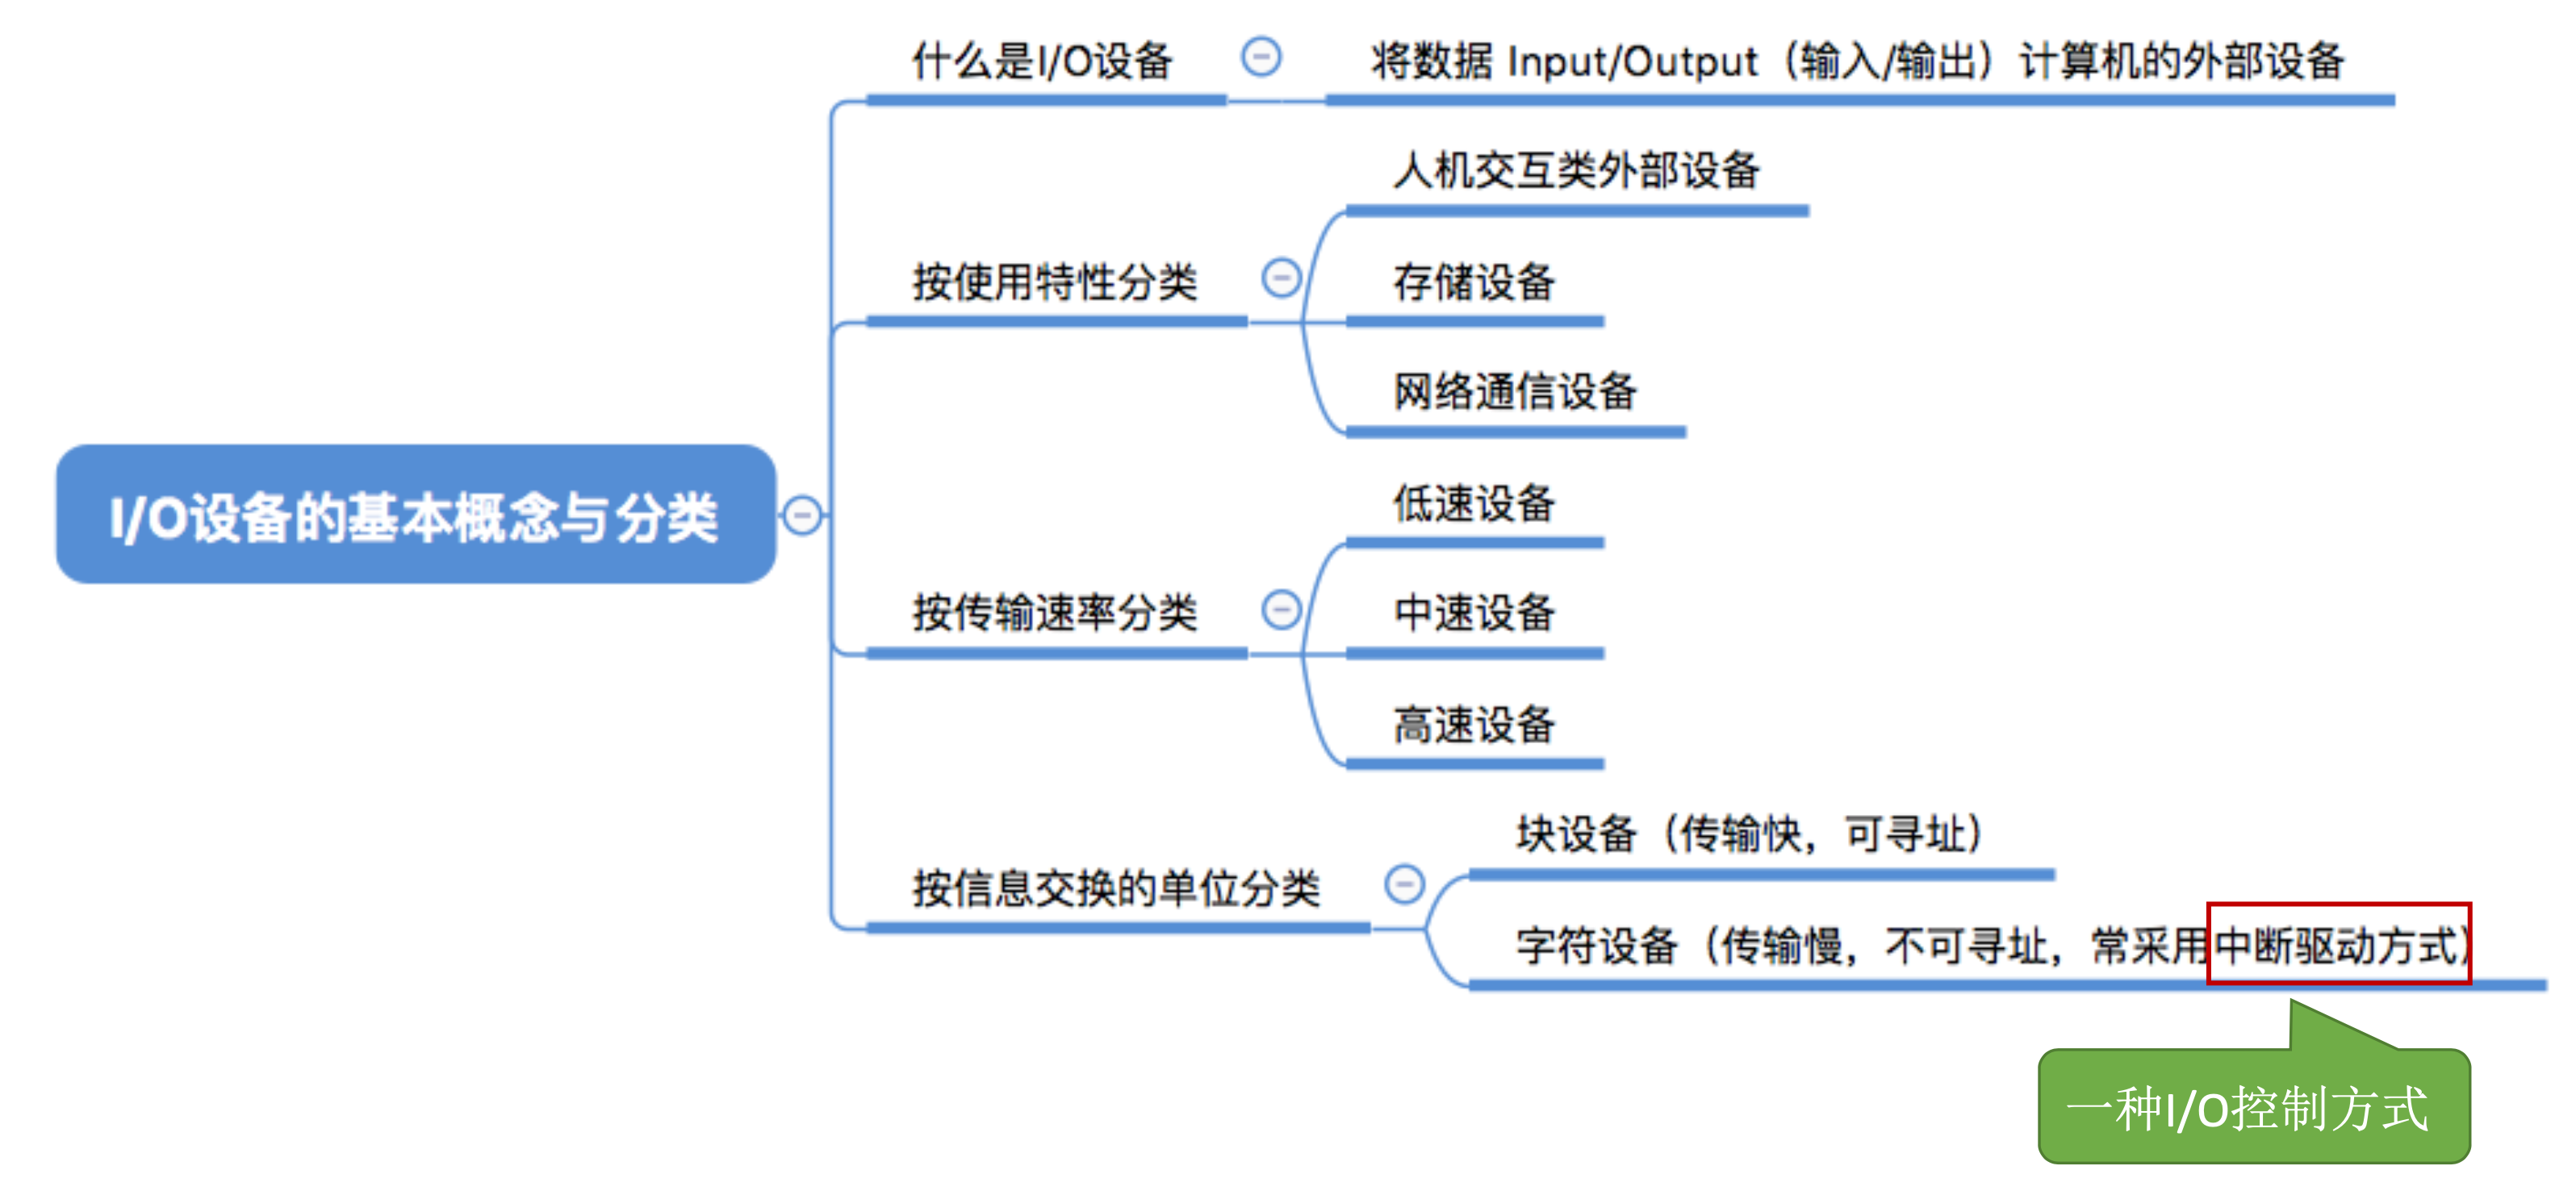 什么是I/O设备
将数据 Input/Output（输入/输出）计算机的外部设备
人机交互类外部设备
按使用特性分类
存储设备
网络通信设备
I/O设备的基本概念与分类
低速设备
按传输速率分类
中速设备
高速设备
块设备（传输快，可寻址）
按信息交换的单位分类
字符设备（传输慢，不可寻址，常采用中断驱动方式）
一种I/O控制方式